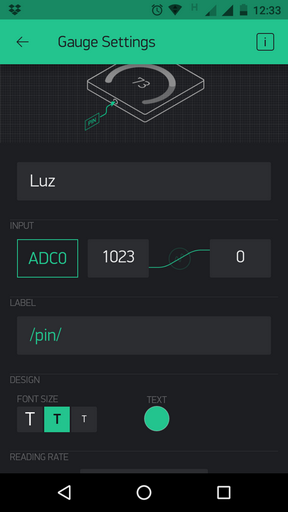 H 12:33
Gauge Settings i
73
PIN
Luz
INPUT
ADC0 1023 0
LABEL
/pin/
DESIGN
FONT SIZE TEXT
T T T
READING RATE